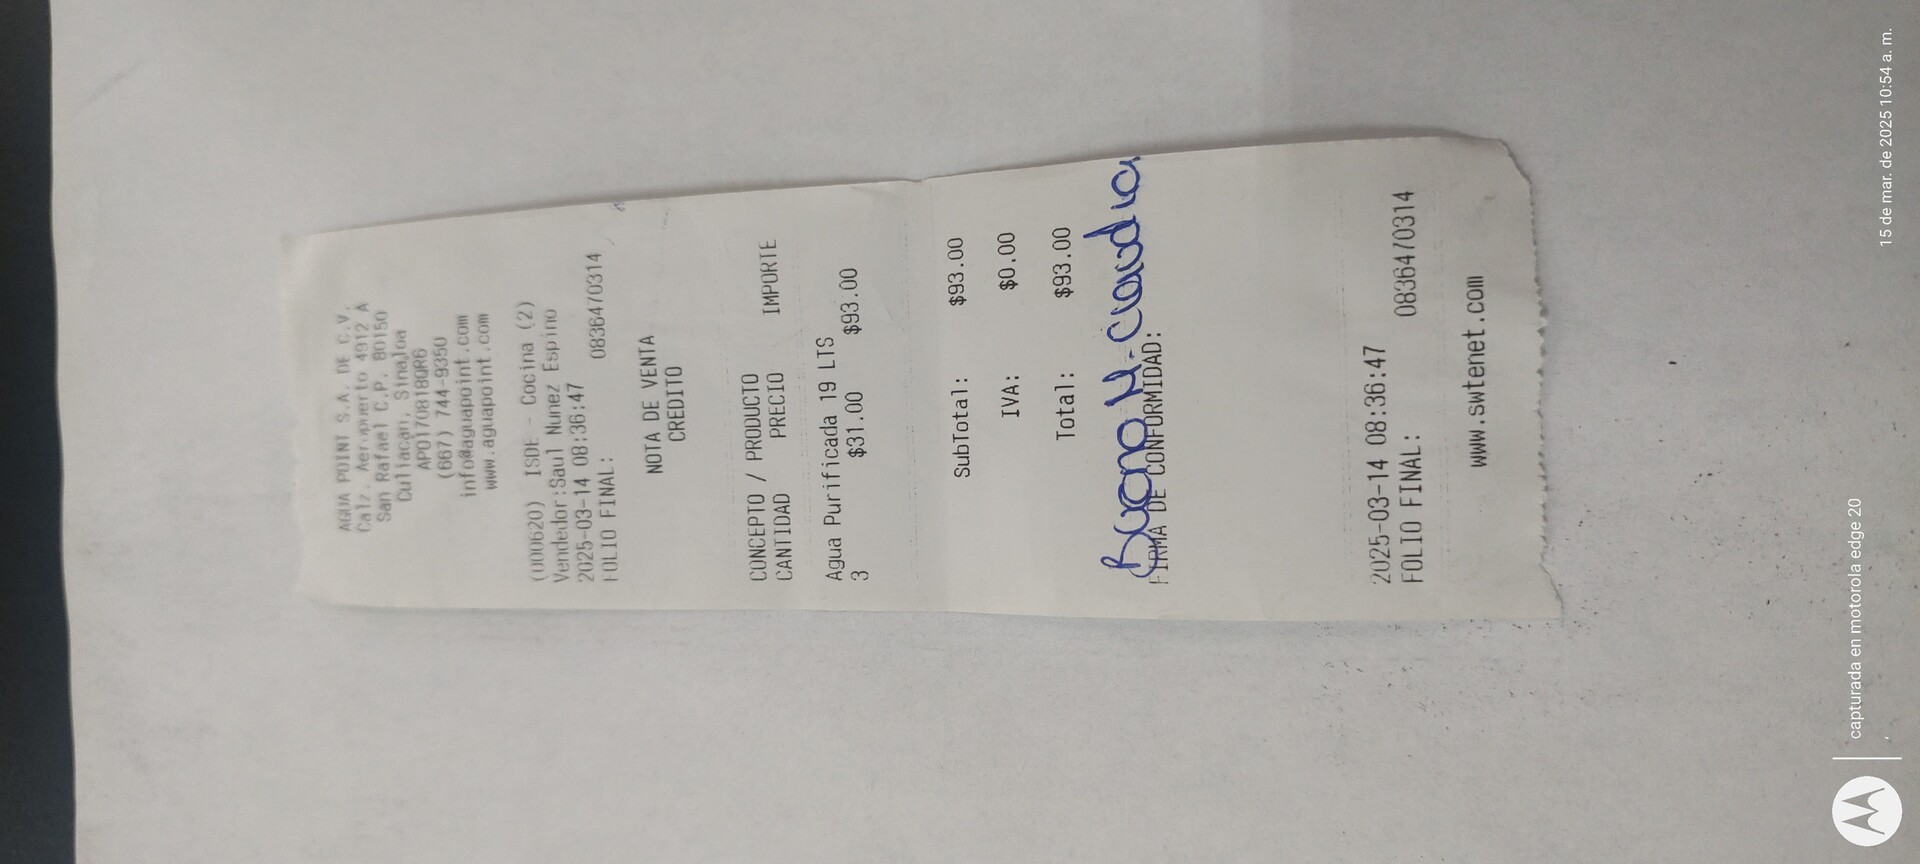 AGUA POINT S.A. DE C.V.
Calz. Aeropuerto 4912 A
San Rafael C.P. 80150
Culiacan, Sinaloa
APO170818QR6
(667) 744-9350
info@aguapoint.com
www.aguapoint.com
(000620) ISDE - Cocina (2)
Vendedor:Saul Nunez Espino
2025-03-14 08:36:47
FOLIO FINAL: 0836470314
NOTA DE VENTA
CREDITO
CONCEPTO / PRODUCTO
CANTIDAD PRECIO IMPORTE
Agua Purificada 19 LTS
3 $31.00 $93.00
SubTotal: $93.00
IVA: $0.00
Total: $93.00
H. Claudia
FIRMA DE CONFORMIDAD:
2025-03-14 08:36:47
FOLIO FINAL: 0836470314
www.swtenet.com
capturada en motorola edge 20
15 de mar. de 2025 10:54 a. m.